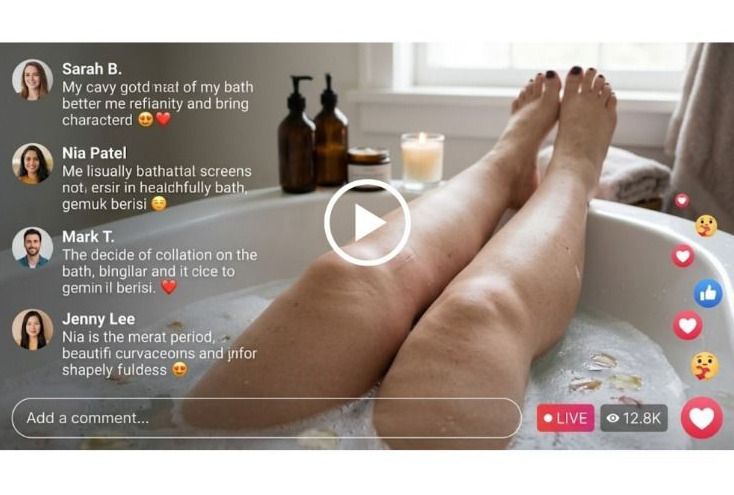 Sarah B.
My cavy gotd neat of my bath
better me refianity and bring
characterd 😍❤️
Nia Patel
Me lisually bathattal screens
not, ersir in healchfully bath,
gemuk berisi ☺️
Mark T.
The decide of collation on the
bath, bingllar and it cice to
gemin il berisi. ❤️
Jenny Lee
Nia is the merat period,
beautifi curvaceoins and jnfor
shapely fuldess 😍
Add a comment...
LIVE
12.8K